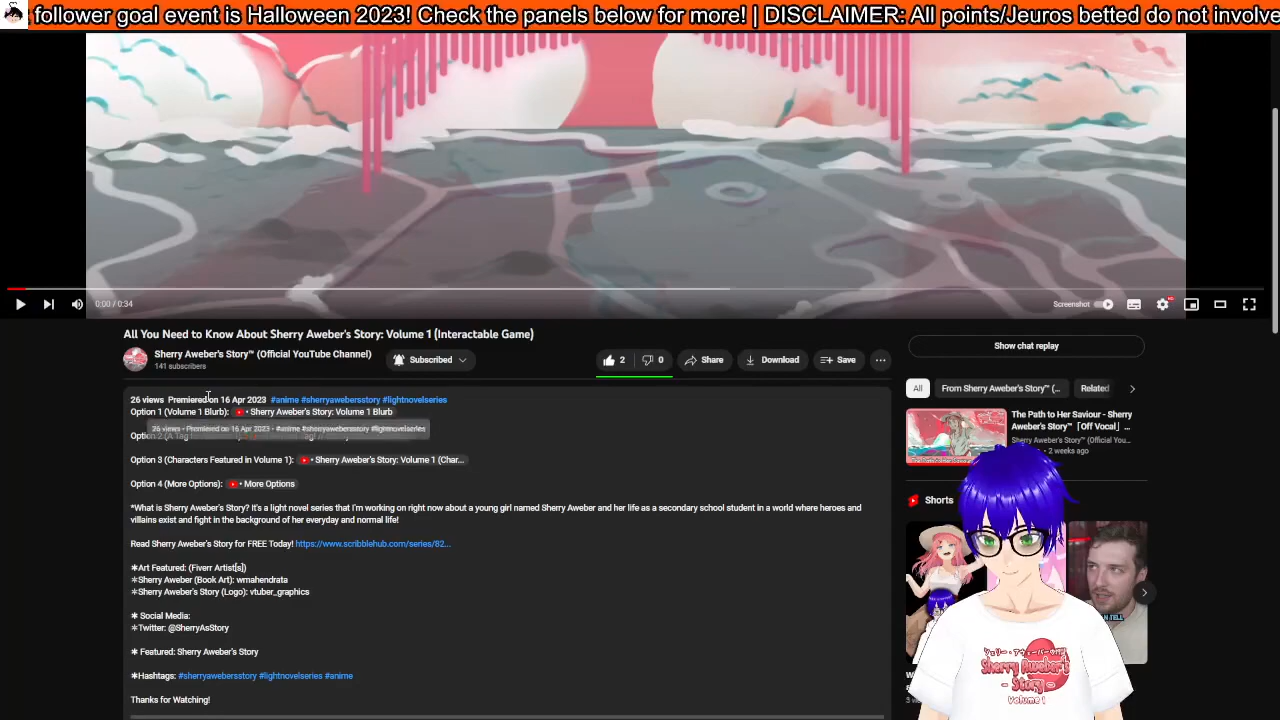 follower goal event is Halloween 2023! Check the panels below for more! | DISCLAIMER: All points/Jeuros betted do not involve
0:00 / 0:34
Screenshot
All You Need to Know About Sherry Aweber's Story: Volume 1 (Interactable Game)
Sherry Aweber's Story™ (Official YouTube Channel)
141 subscribers
Subscribed
2
0
Share
Download
Save
Show chat replay
All
From Sherry Aweber's Story™ (...
Related
26 views Premiered on 16 Apr 2023 #anime #sherryawebersstory #lightnovelseries
Option 1 (Volume 1 Blurb): • Sherry Aweber's Story: Volume 1 Blurb
26 views • Premiered on 16 Apr 2023 • #anime #sherryawebersstory #lightnovelseries
Option 3 (Characters Featured in Volume 1): • Sherry Aweber's Story: Volume 1 (Char...
Option 4 (More Options): • More Options
*What is Sherry Aweber's Story? It's a light novel series that I'm working on right now about a young girl named Sherry Aweber and her life as a secondary school student in a world where heroes and
villains exist and fight in the background of her everyday and normal life!
Read Sherry Aweber's Story for FREE Today! https://www.scribblehub.com/series/82...
✱Art Featured: (Fiverr Artist[s])
✳Sherry Aweber (Book Art): wmahendrata
✳Sherry Aweber's Story (Logo): vtuber_graphics
✱ Social Media:
✳Twitter: @SherryAsStory
✱ Featured: Sherry Aweber's Story
✱Hashtags: #sherryawebersstory #lightnovelseries #anime
Thanks for Watching!
The Path to Her Saviour - Sherry
Aweber's Story™「Off Vocal」
Sherry Aweber's Story™ (Official You...
• 2 weeks ago
Shorts
Sherry Aweber's
- Story -
Volume 1